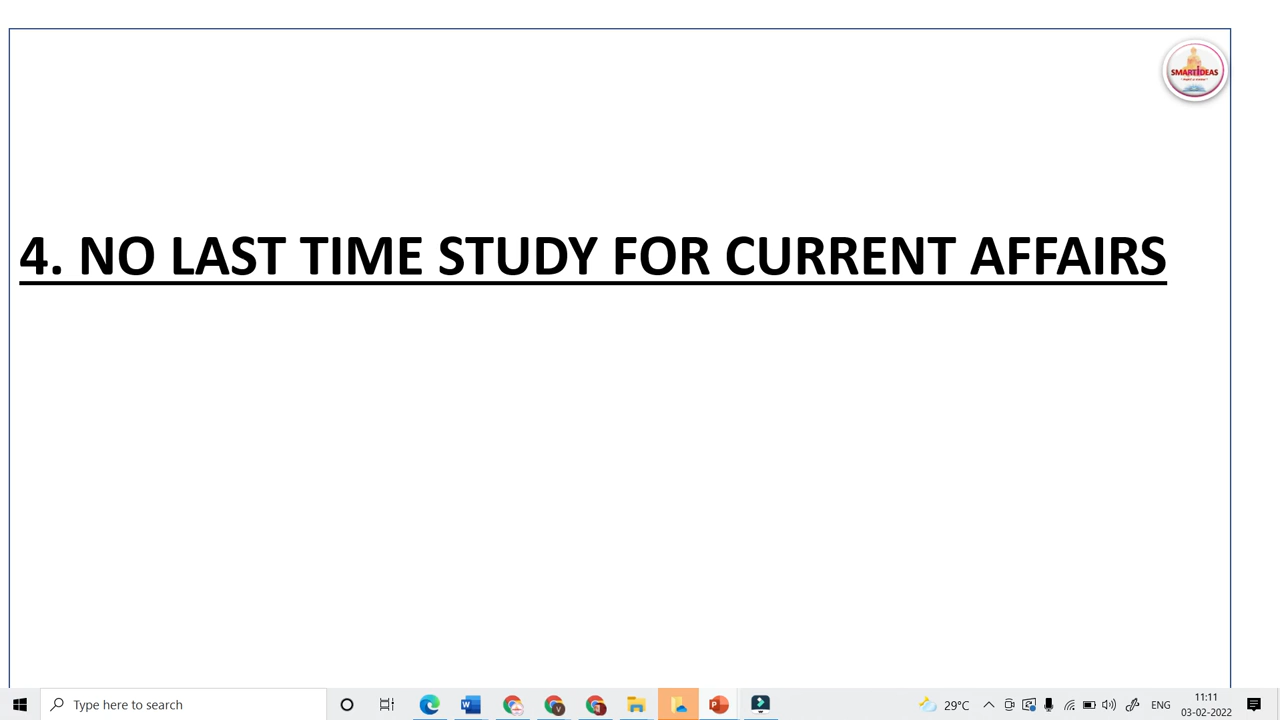 SMARTIDEAS
4. NO LAST TIME STUDY FOR CURRENT AFFAIRS
Type here to search
29°C
ENG
11:11
03-02-2022